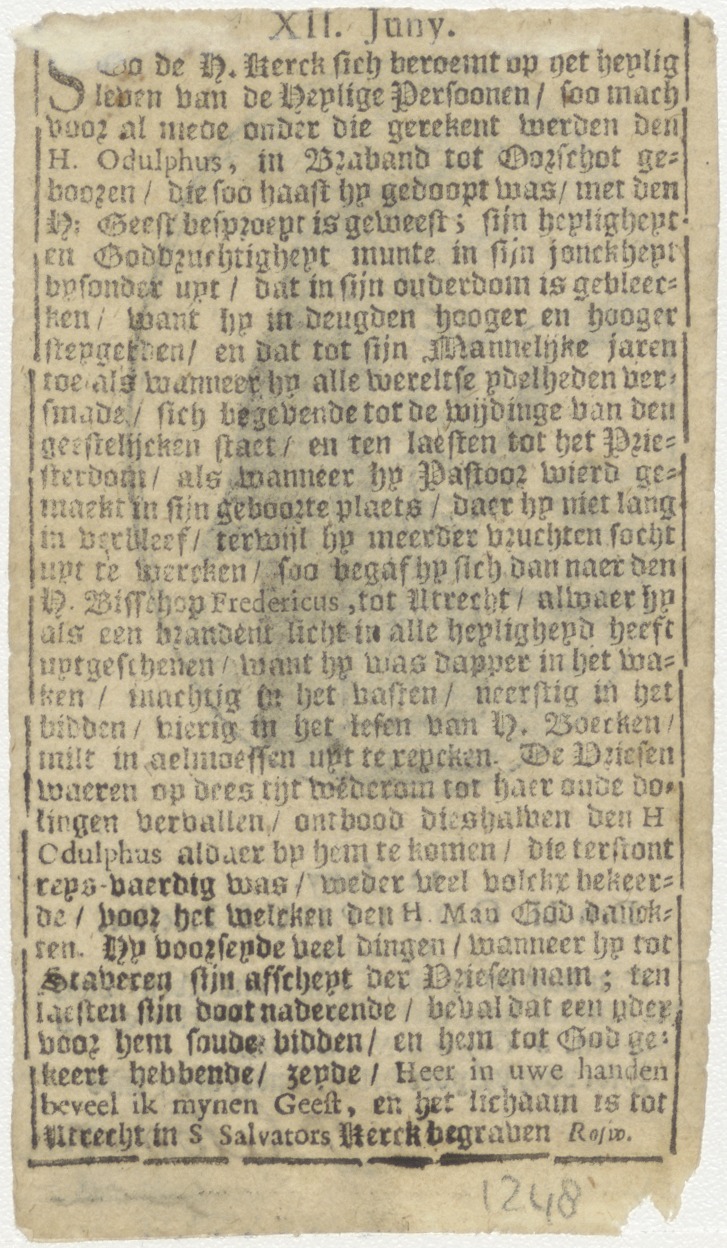 XII. Juny.
SOo de H. Kerck sich beroemt op het heylig
leven van de Heylige Persoonen / soo mach
voor al mede onder die gerekent werden den
H. Odulphus, in Braband tot Oorschot ge-
booren / die soo haast hy gedoopt was / met den
H: Geest besproeyt is geweest; sijn heyligheyt
en Godvruchtigheyt munte in sijn jonckheyt
bysonder uyt / dat in sijn ouderdom is gebleec-
ken / want hy in deugden hooger en hooger
steygerden / en dat tot sijn Mannelijke jaren
toe als wanneer hy alle wereltse ydelheden ver-
smade / sich begevende tot de wijdinge van den
geestelijcken staet / en ten laesten tot het Prie-
sterdom / als wanneer hy Pastoor wierd ge-
maekt in sijn geboorte plaets / daer hy niet lang
in verbleef / terwijl hy meerder vruchten socht
uyt te wercken / soo begaf hy sich dan naer den
H. Bisschop Fredericus, tot Utrecht / alwaer hy
als een brandent licht in alle heyligheyd heeft
uytgeschenen / want hy was dapper in het wa-
ken / machtig in het vasten / neerstig in het
bidden / vierig in het lesen van H. Boecken /
milt in aelmoessen uyt te reycken. De Vriesen
waeren op dees tijt wederom tot haer oude do-
lingen vervallen / ontbood dieshalven den H
Odulphus aldaer by hem te komen / die terstont
reys-vaerdig was / weder veel volckx bekeer-
de / voor het welcken den H. Man God danck-
ten. Hy voorseyde veel dingen / wanneer hy tot
Staveren sijn afscheyt der Vriesen nam; ten
laesten sijn doot naderende / beval dat een yder
voor hem soude bidden / en hem tot God ge-
keert hebbende / zeyde / Heer in uwe handen
beveel ik mynen Geest, en het lichaam is tot
Utrecht in S Salvators Kerck begraven Rosw.
1248